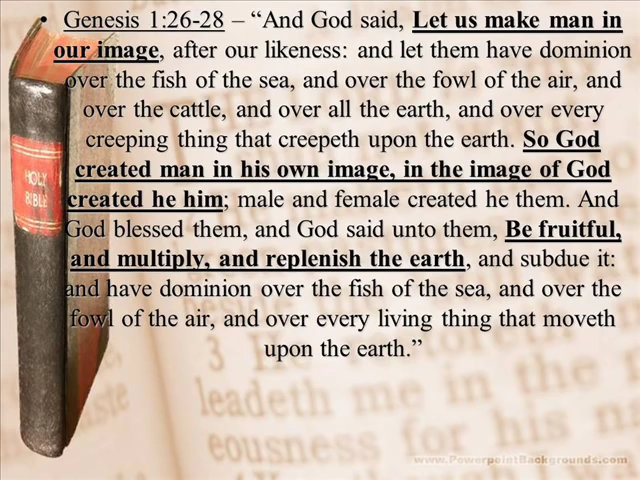 • Genesis 1:26-28 – “And God said, Let us make man in
our image, after our likeness: and let them have dominion
over the fish of the sea, and over the fowl of the air, and
over the cattle, and over all the earth, and over every
creeping thing that creepeth upon the earth. So God
created man in his own image, in the image of God
created he him; male and female created he them. And
God blessed them, and God said unto them, Be fruitful,
and multiply, and replenish the earth, and subdue it:
and have dominion over the fish of the sea, and over the
fowl of the air, and over every living thing that moveth
upon the earth.”
HOLY
BIBLE
3
leadeth me in the
eousness for his na
www.PowerpointBackgrounds.com